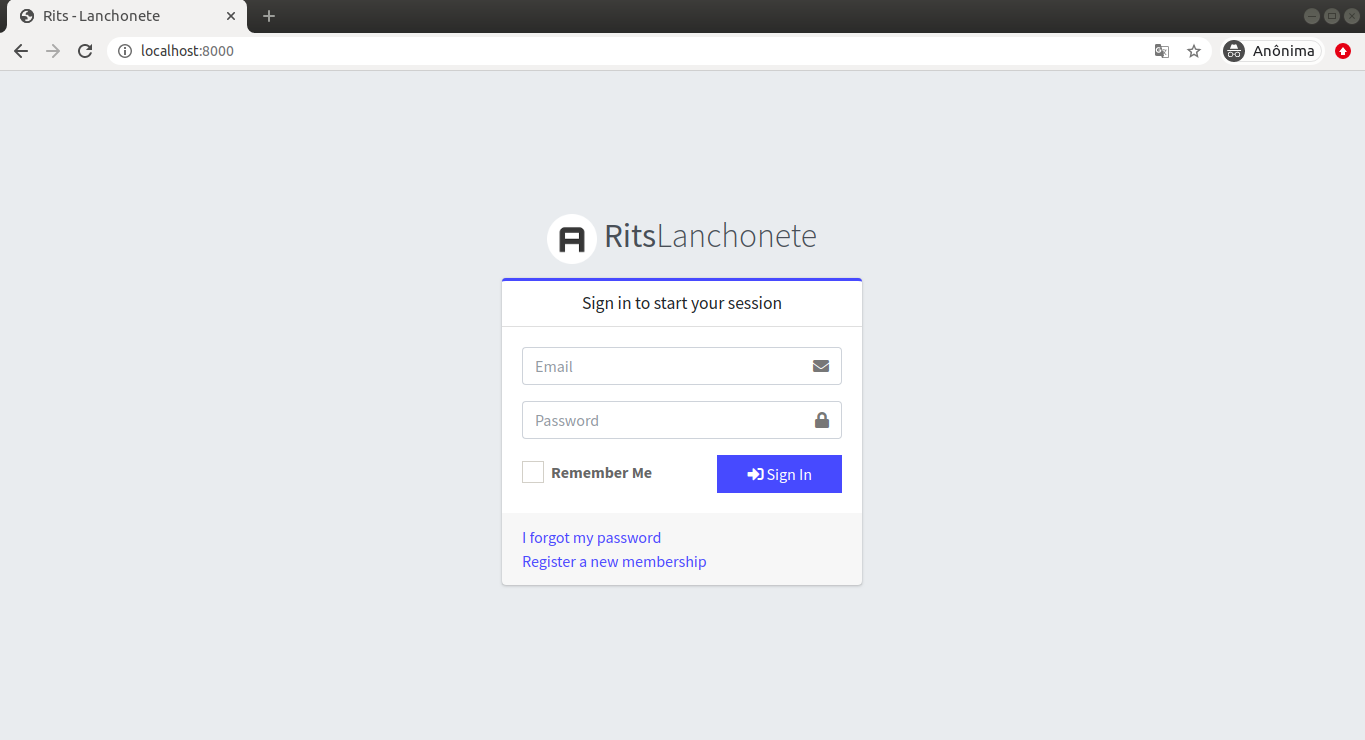 Rits - Lanchonete
localhost:8000
Anônima
RitsLanchonete
Sign in to start your session
Email
Password
Remember Me
Sign In
I forgot my password
Register a new membership